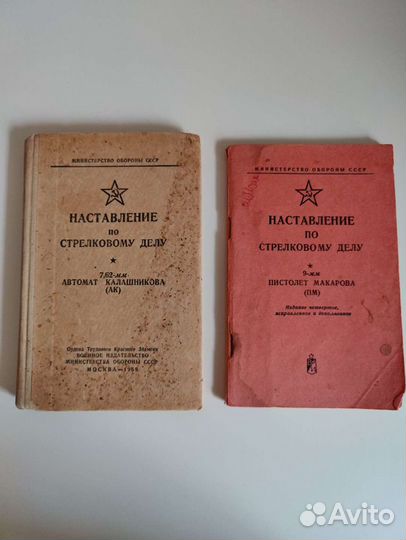 МИНИСТЕРСТВО ОБОРОНЫ СССР
НАСТАВЛЕНИЕ
ПО
СТРЕЛКОВОМУ ДЕЛУ
7,62-мм
АВТОМАТ КАЛАШНИКОВА
(АК)
Ордена Трудового Красного Знамени
ВОЕННОЕ ИЗДАТЕЛЬСТВО
МИНИСТЕРСТВА ОБОРОНЫ СССР
МИНИСТЕРСТВО ОБОРОНЫ СССР
НАСТАВЛЕНИЕ
ПО
СТРЕЛКОВОМУ ДЕЛУ
9-мм
ПИСТОЛЕТ МАКАРОВА
(ПМ)
Издание четвертое,
исправленное и дополненное
Avito